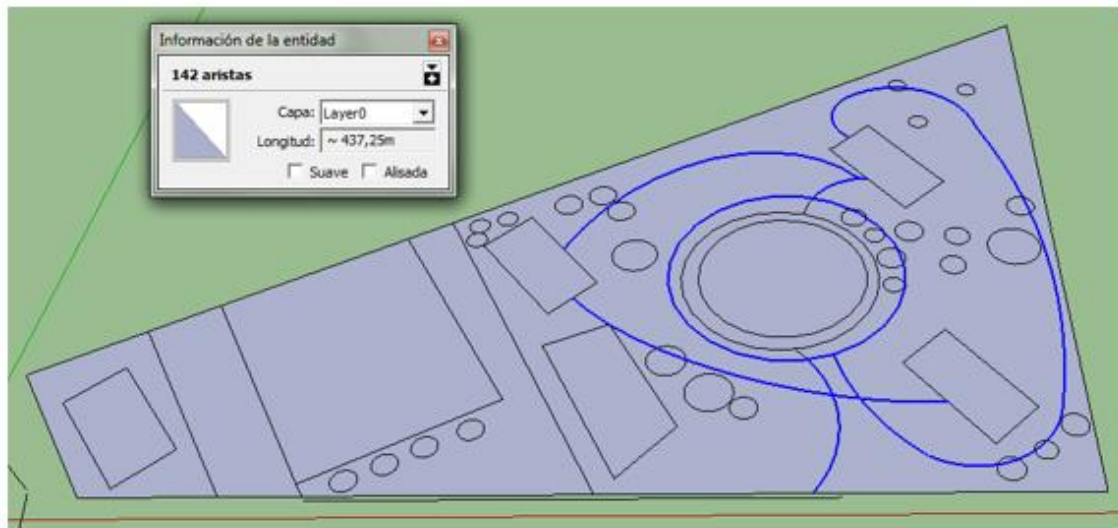 Información de la entidad
142 aristas
Capa: Layer0
Longitud: ~ 437,25m
Suave Alisada